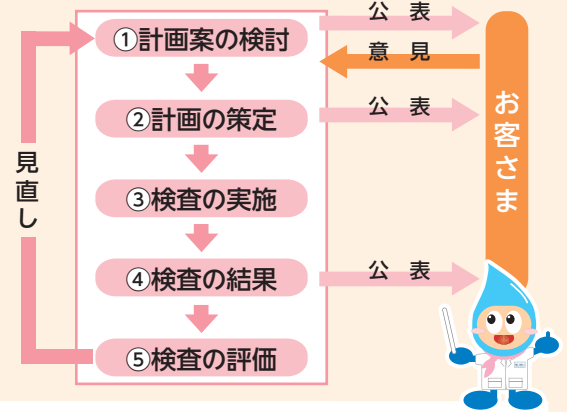 ①計画案の検討
②計画の策定
③検査の実施
④検査の結果
⑤検査の評価
見直し
公表
意見
公表
公表
お客さま